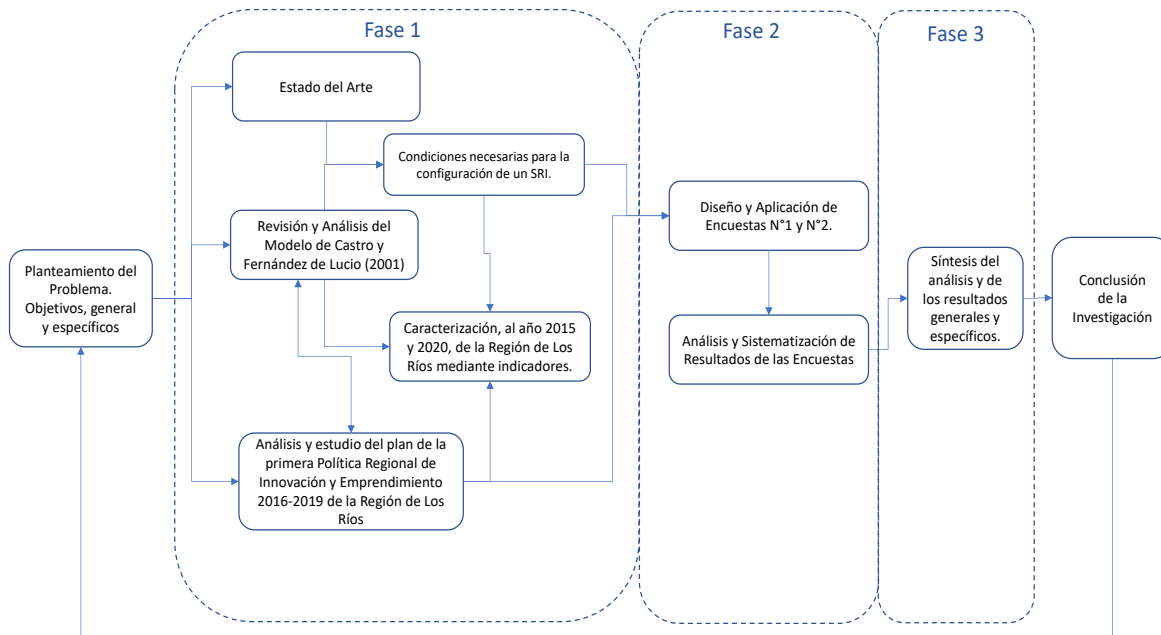 Fase 1
Fase 2
Fase 3
Estado del Arte
Condiciones necesarias para la
configuración de un SRI.
Revisión y Análisis del
Modelo de Castro y
Fernández de Lucio (2001)
Planteamiento del
Problema.
Objetivos, general
y específicos
Caracterización, al año 2015
y 2020, de la Región de Los
Ríos mediante indicadores.
Análisis y estudio del plan de la
primera Política Regional de
Innovación y Emprendimiento
2016-2019 de la Región de Los
Ríos
Diseño y Aplicación de
Encuestas N°1 y N°2.
Análisis y Sistematización de
Resultados de las Encuestas
Síntesis del
análisis y de
los resultados
generales y
específicos.
Conclusión
de la
Investigación